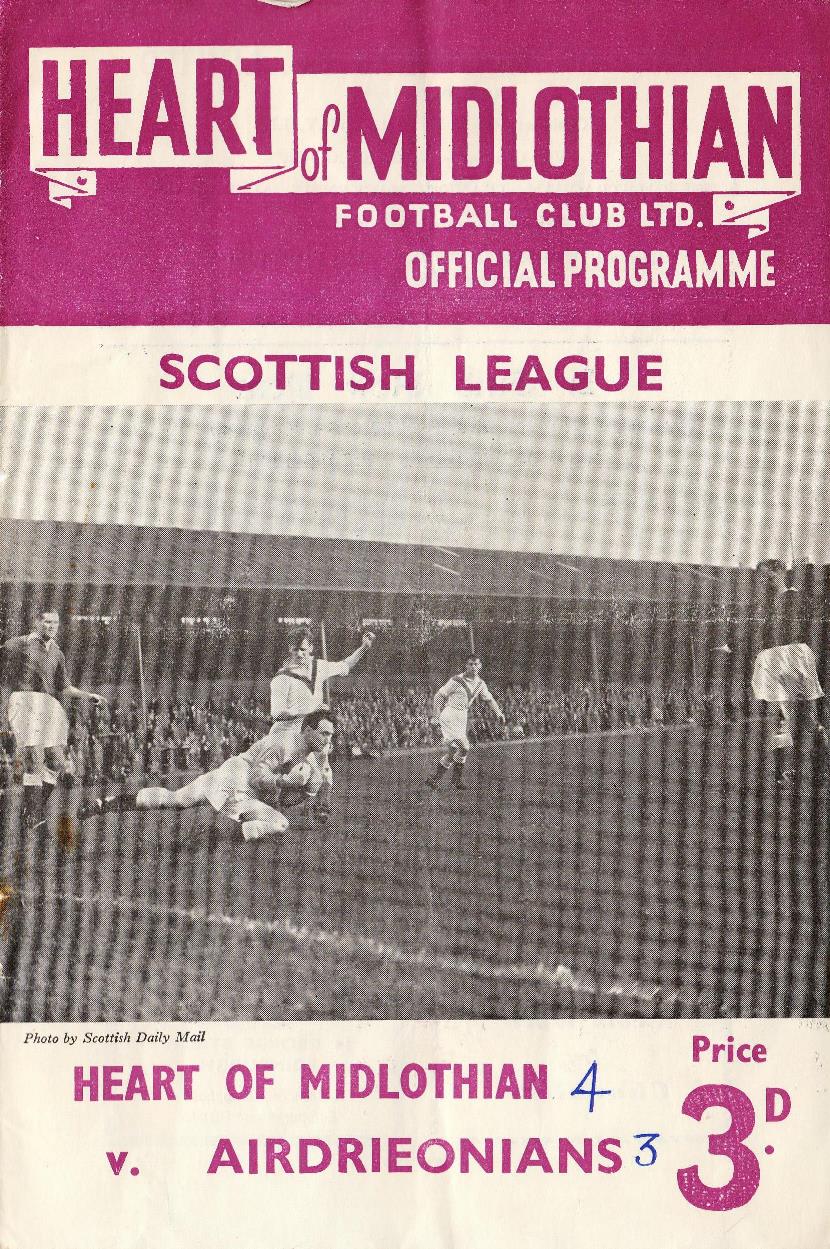 HEART of MIDLOTHIAN
FOOTBALL CLUB LTD.
OFFICIAL PROGRAMME
SCOTTISH LEAGUE
Photo by Scottish Daily Mail
HEART OF MIDLOTHIAN 4
v. AIRDRIEONIANS 3
Price
3D.